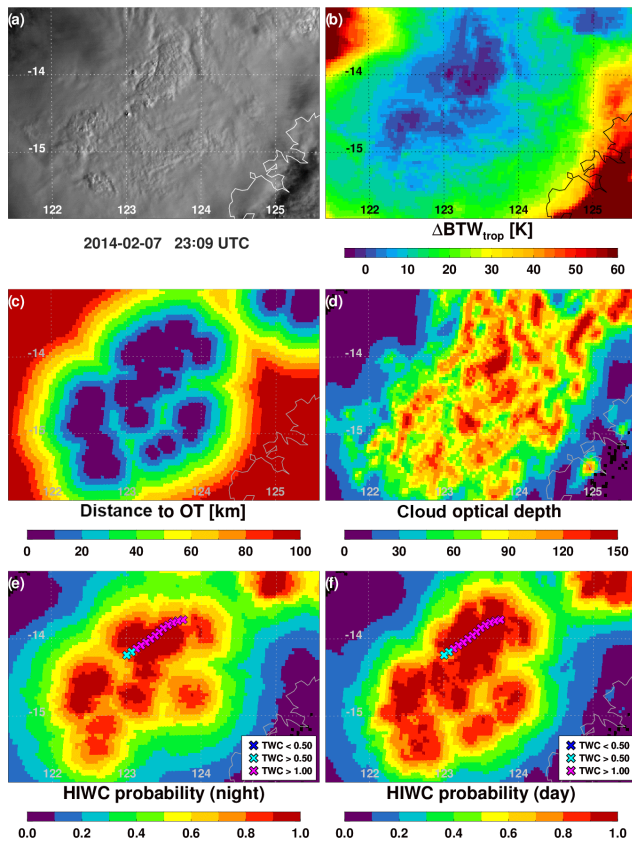 (a)
-14
-15
122 123 124 125
2014-02-07 23:09 UTC
(b)
-14
-15
122 123 124 125
ΔBTWtrop [K]
0 10 20 30 40 50 60
(c)
-14
-15
122 123 124 125
Distance to OT [km]
0 20 40 60 80 100
(d)
-14
-15
122 123 124 125
Cloud optical depth
0 30 60 90 120 150
(e)
-14
-15
122 123 124
TWC < 0.50
TWC > 0.50
TWC > 1.00
HIWC probability (night)
0.0 0.2 0.4 0.6 0.8 1.0
(f)
-14
-15
122 123 124
TWC < 0.50
TWC > 0.50
TWC > 1.00
HIWC probability (day)
0.0 0.2 0.4 0.6 0.8 1.0